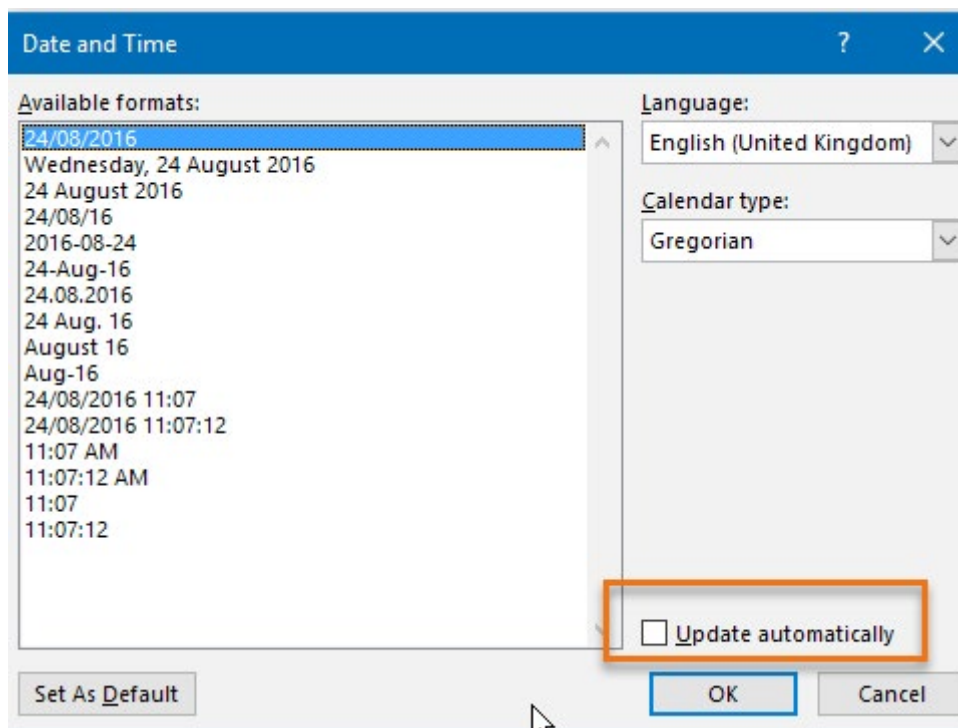 Date and Time
?
Available formats:
24/08/2016
Wednesday, 24 August 2016
24 August 2016
24/08/16
2016-08-24
24-Aug-16
24.08.2016
24 Aug. 16
August 16
Aug-16
24/08/2016 11:07
24/08/2016 11:07:12
11:07 AM
11:07:12 AM
11:07
11:07:12
Language:
English (United Kingdom)
Calendar type:
Gregorian
Update automatically
Set As Default
OK
Cancel